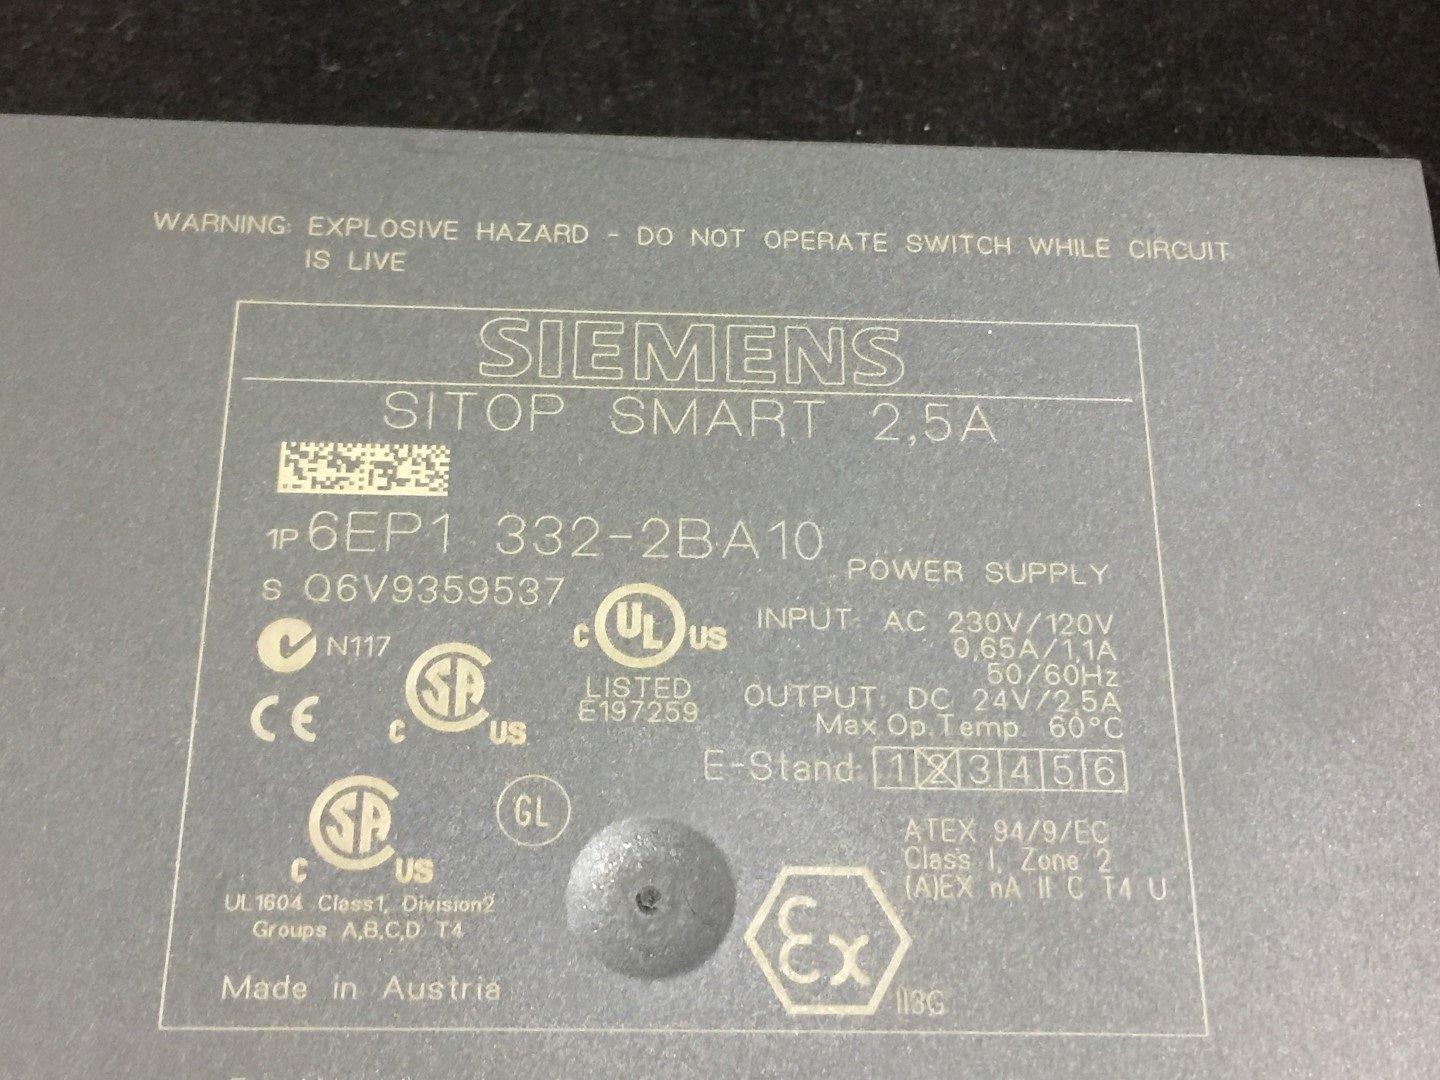 WARNING: EXPLOSIVE HAZARD - DO NOT OPERATE SWITCH WHILE CIRCUIT
IS LIVE
SIEMENS
SITOP SMART 2,5A
1P 6EP1 332-2BA10
S Q6V9359537
POWER SUPPLY
INPUT: AC 230V/120V
0,65A/1,1A
50/60Hz
OUTPUT: DC 24V/2,5A
Max.Op.Temp. 60°C
E-Stand: 1 2 3 4 5 6
N117
CE
C SA US
C UL US
LISTED
E197259
C SA US
UL1604 Class1, Division2
Groups A,B,C,D T4
GL
ATEX 94/9/EC
Class I, Zone 2
(A)EX nA II C T4 U
Ex
II3G
Made in Austria